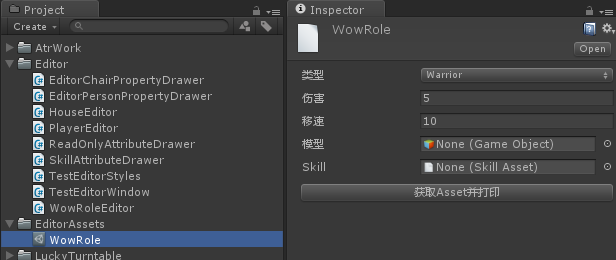 Project
Create
AtrWork
Editor
EditorChairPropertyDrawer
EditorPersonPropertyDrawer
HouseEditor
PlayerEditor
ReadOnlyAttributeDrawer
SkillAttributeDrawer
TestEditorStyles
TestEditorWindow
WowRoleEditor
EditorAssets
WowRole
LuckyTurntable
Inspector
WowRole
Open
类型 Warrior
伤害 5
移速 10
模型 None (Game Object)
Skill None (Skill Asset)
获取Asset并打印